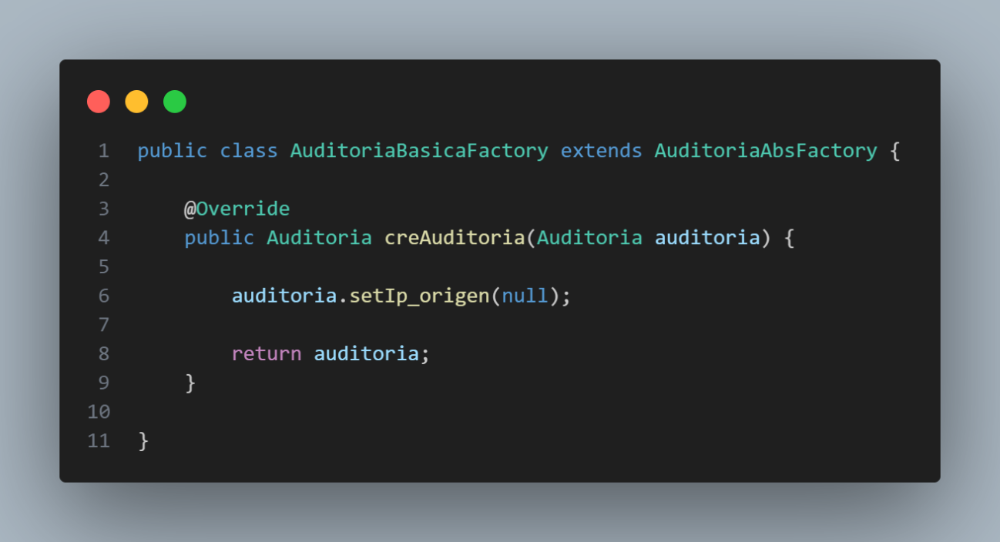 1 public class AuditoriaBasicaFactory extends AuditoriaAbsFactory {
2
3     @Override
4     public Auditoria creAuditoria(Auditoria auditoria) {
5
6         auditoria.setIp_origen(null);
7
8         return auditoria;
9     }
10
11 }